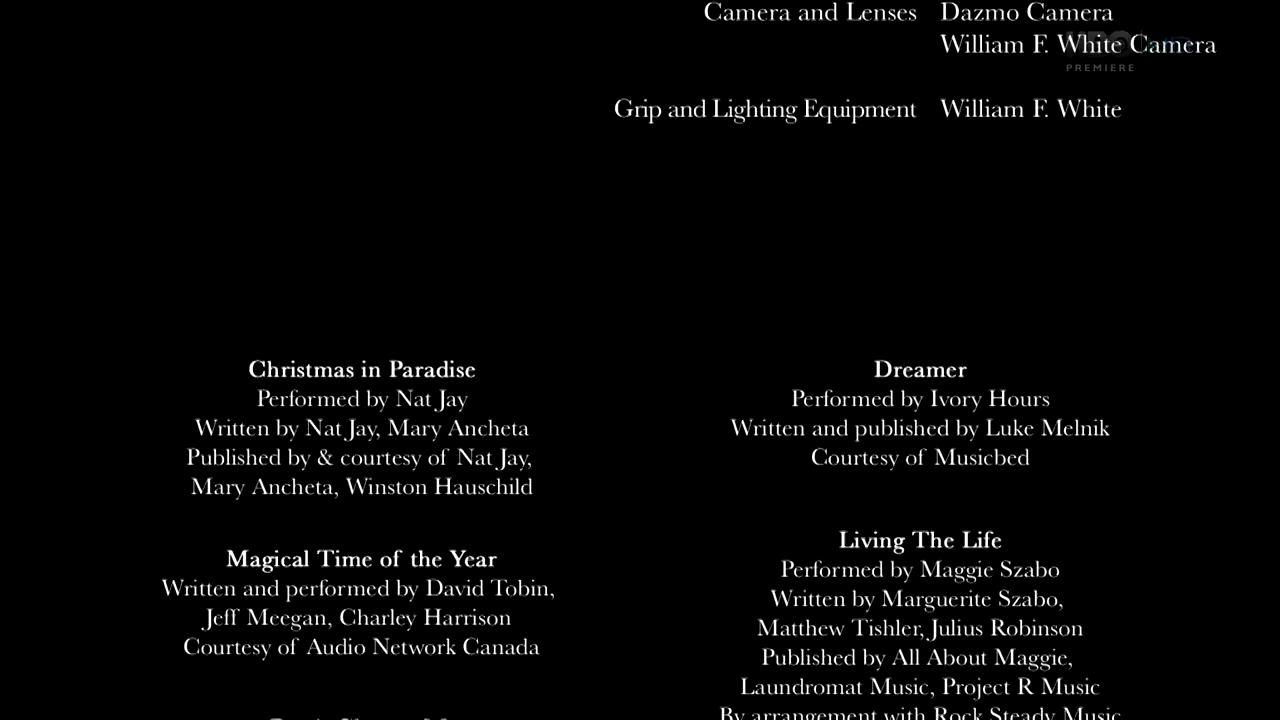 Camera and Lenses Dazmo Camera
William F. White Camera
HBO HD
PREMIERE
Grip and Lighting Equipment William F. White
Christmas in Paradise
Performed by Nat Jay
Written by Nat Jay, Mary Ancheta
Published by & courtesy of Nat Jay,
Mary Ancheta, Winston Hauschild
Magical Time of the Year
Written and performed by David Tobin,
Jeff Meegan, Charley Harrison
Courtesy of Audio Network Canada
Dreamer
Performed by Ivory Hours
Written and published by Luke Melnik
Courtesy of Musicbed
Living The Life
Performed by Maggie Szabo
Written by Marguerite Szabo,
Matthew Tishler, Julius Robinson
Published by All About Maggie,
Laundromat Music, Project R Music
By arrangement with Rock Steady Music